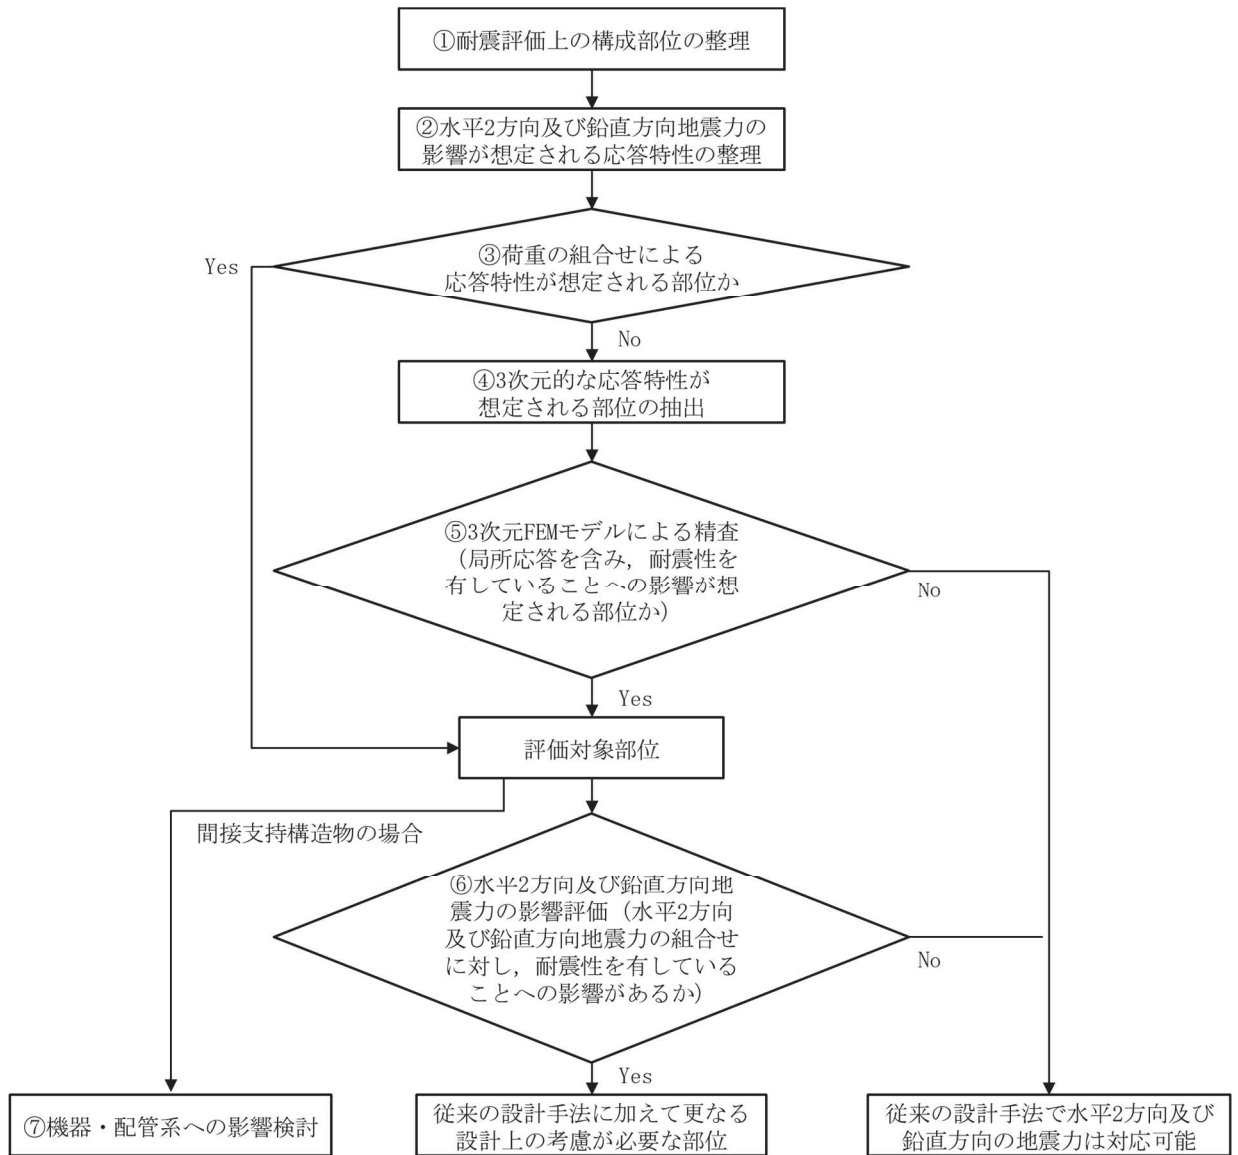 ①耐震評価上の構成部位の整理
②水平2方向及び鉛直方向地震力の
影響が想定される応答特性の整理
③荷重の組合せによる
応答特性が想定される部位か
Yes
No
④3次元的な応答特性が
想定される部位の抽出
⑤3次元FEMモデルによる精査
（局所応答を含み，耐震性を
有していることへの影響が想
定される部位か）
No
Yes
評価対象部位
間接支持構造物の場合
⑥水平2方向及び鉛直方向地
震力の影響評価（水平2方向
及び鉛直方向地震力の組合せ
に対し，耐震性を有している
ことへの影響があるか）
No
Yes
⑦機器・配管系への影響検討
従来の設計手法に加えて更なる
設計上の考慮が必要な部位
従来の設計手法で水平2方向及び
鉛直方向の地震力は対応可能